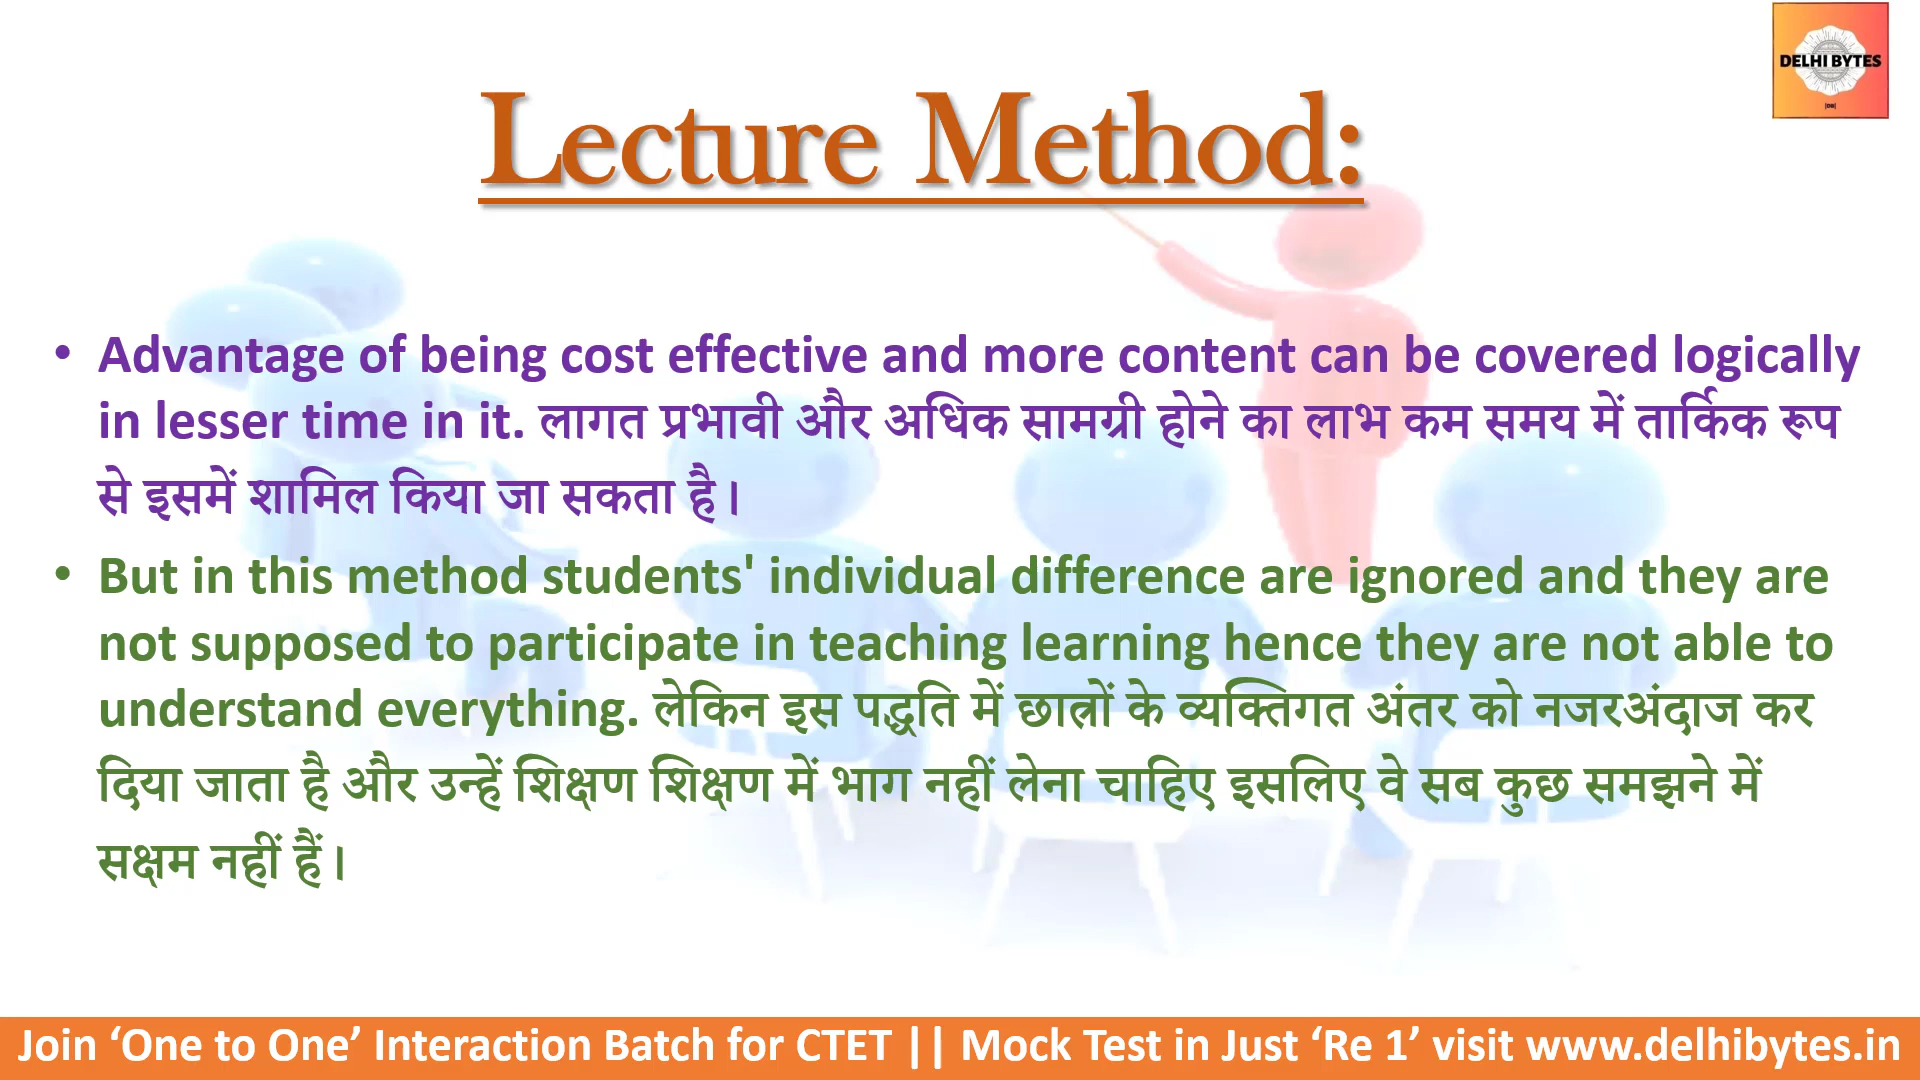 DELHI BYTES
|DB|
Lecture Method:
• Advantage of being cost effective and more content can be covered logically
in lesser time in it. लागत प्रभावी और अधिक सामग्री होने का लाभ कम समय में तार्किक रूप
से इसमें शामिल किया जा सकता है।
• But in this method students' individual difference are ignored and they are
not supposed to participate in teaching learning hence they are not able to
understand everything. लेकिन इस पद्धति में छात्रों के व्यक्तिगत अंतर को नजरअंदाज कर
दिया जाता है और उन्हें शिक्षण शिक्षण में भाग नहीं लेना चाहिए इसलिए वे सब कुछ समझने में
सक्षम नहीं हैं।
Join ‘One to One’ Interaction Batch for CTET || Mock Test in Just ‘Re 1’ visit www.delhibytes.in